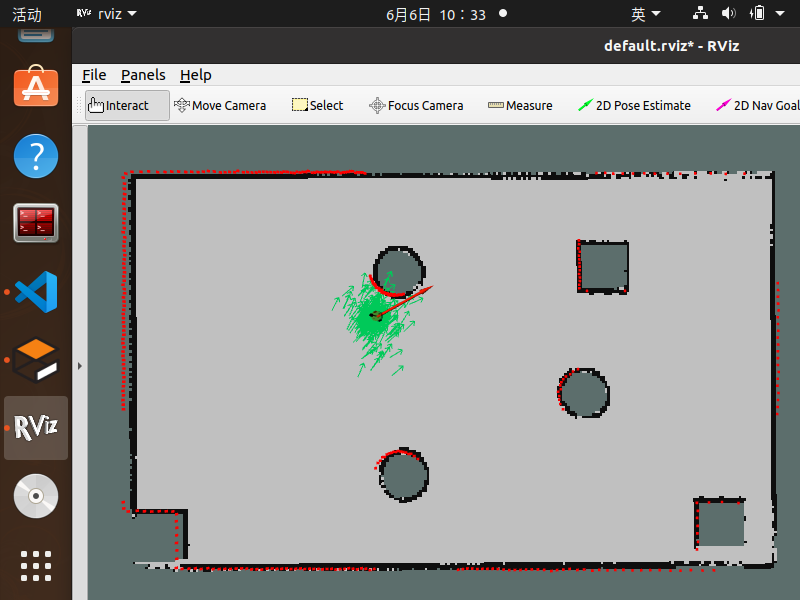 活动 RViz rviz 6月6日 10：33 英
default.rviz* - RViz
File Panels Help
Interact Move Camera Select Focus Camera Measure 2D Pose Estimate 2D Nav Goal
RViz